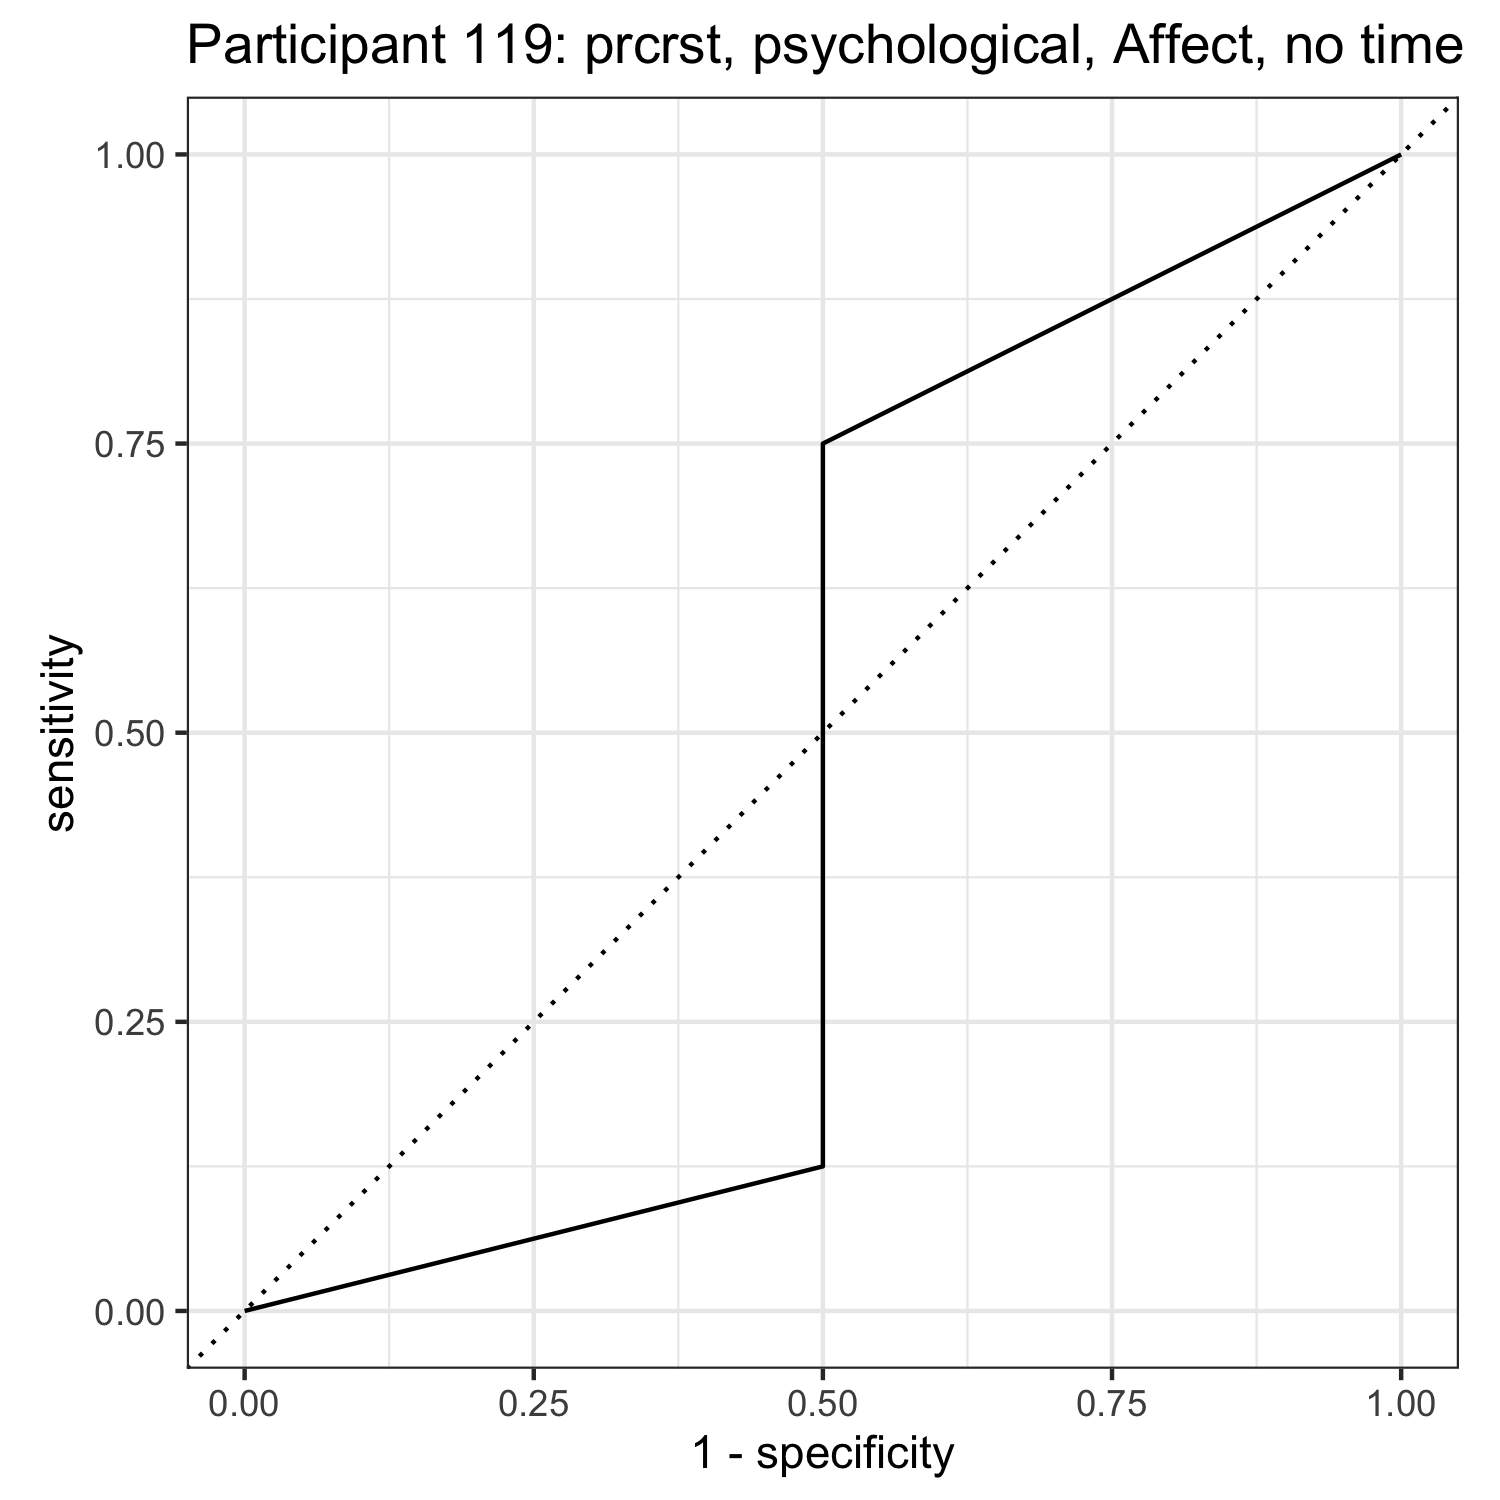 Participant 119: prcrst, psychological, Affect, no time
1.00
0.75
0.50
0.25
0.00
sensitivity
0.00 0.25 0.50 0.75 1.00
1 - specificity